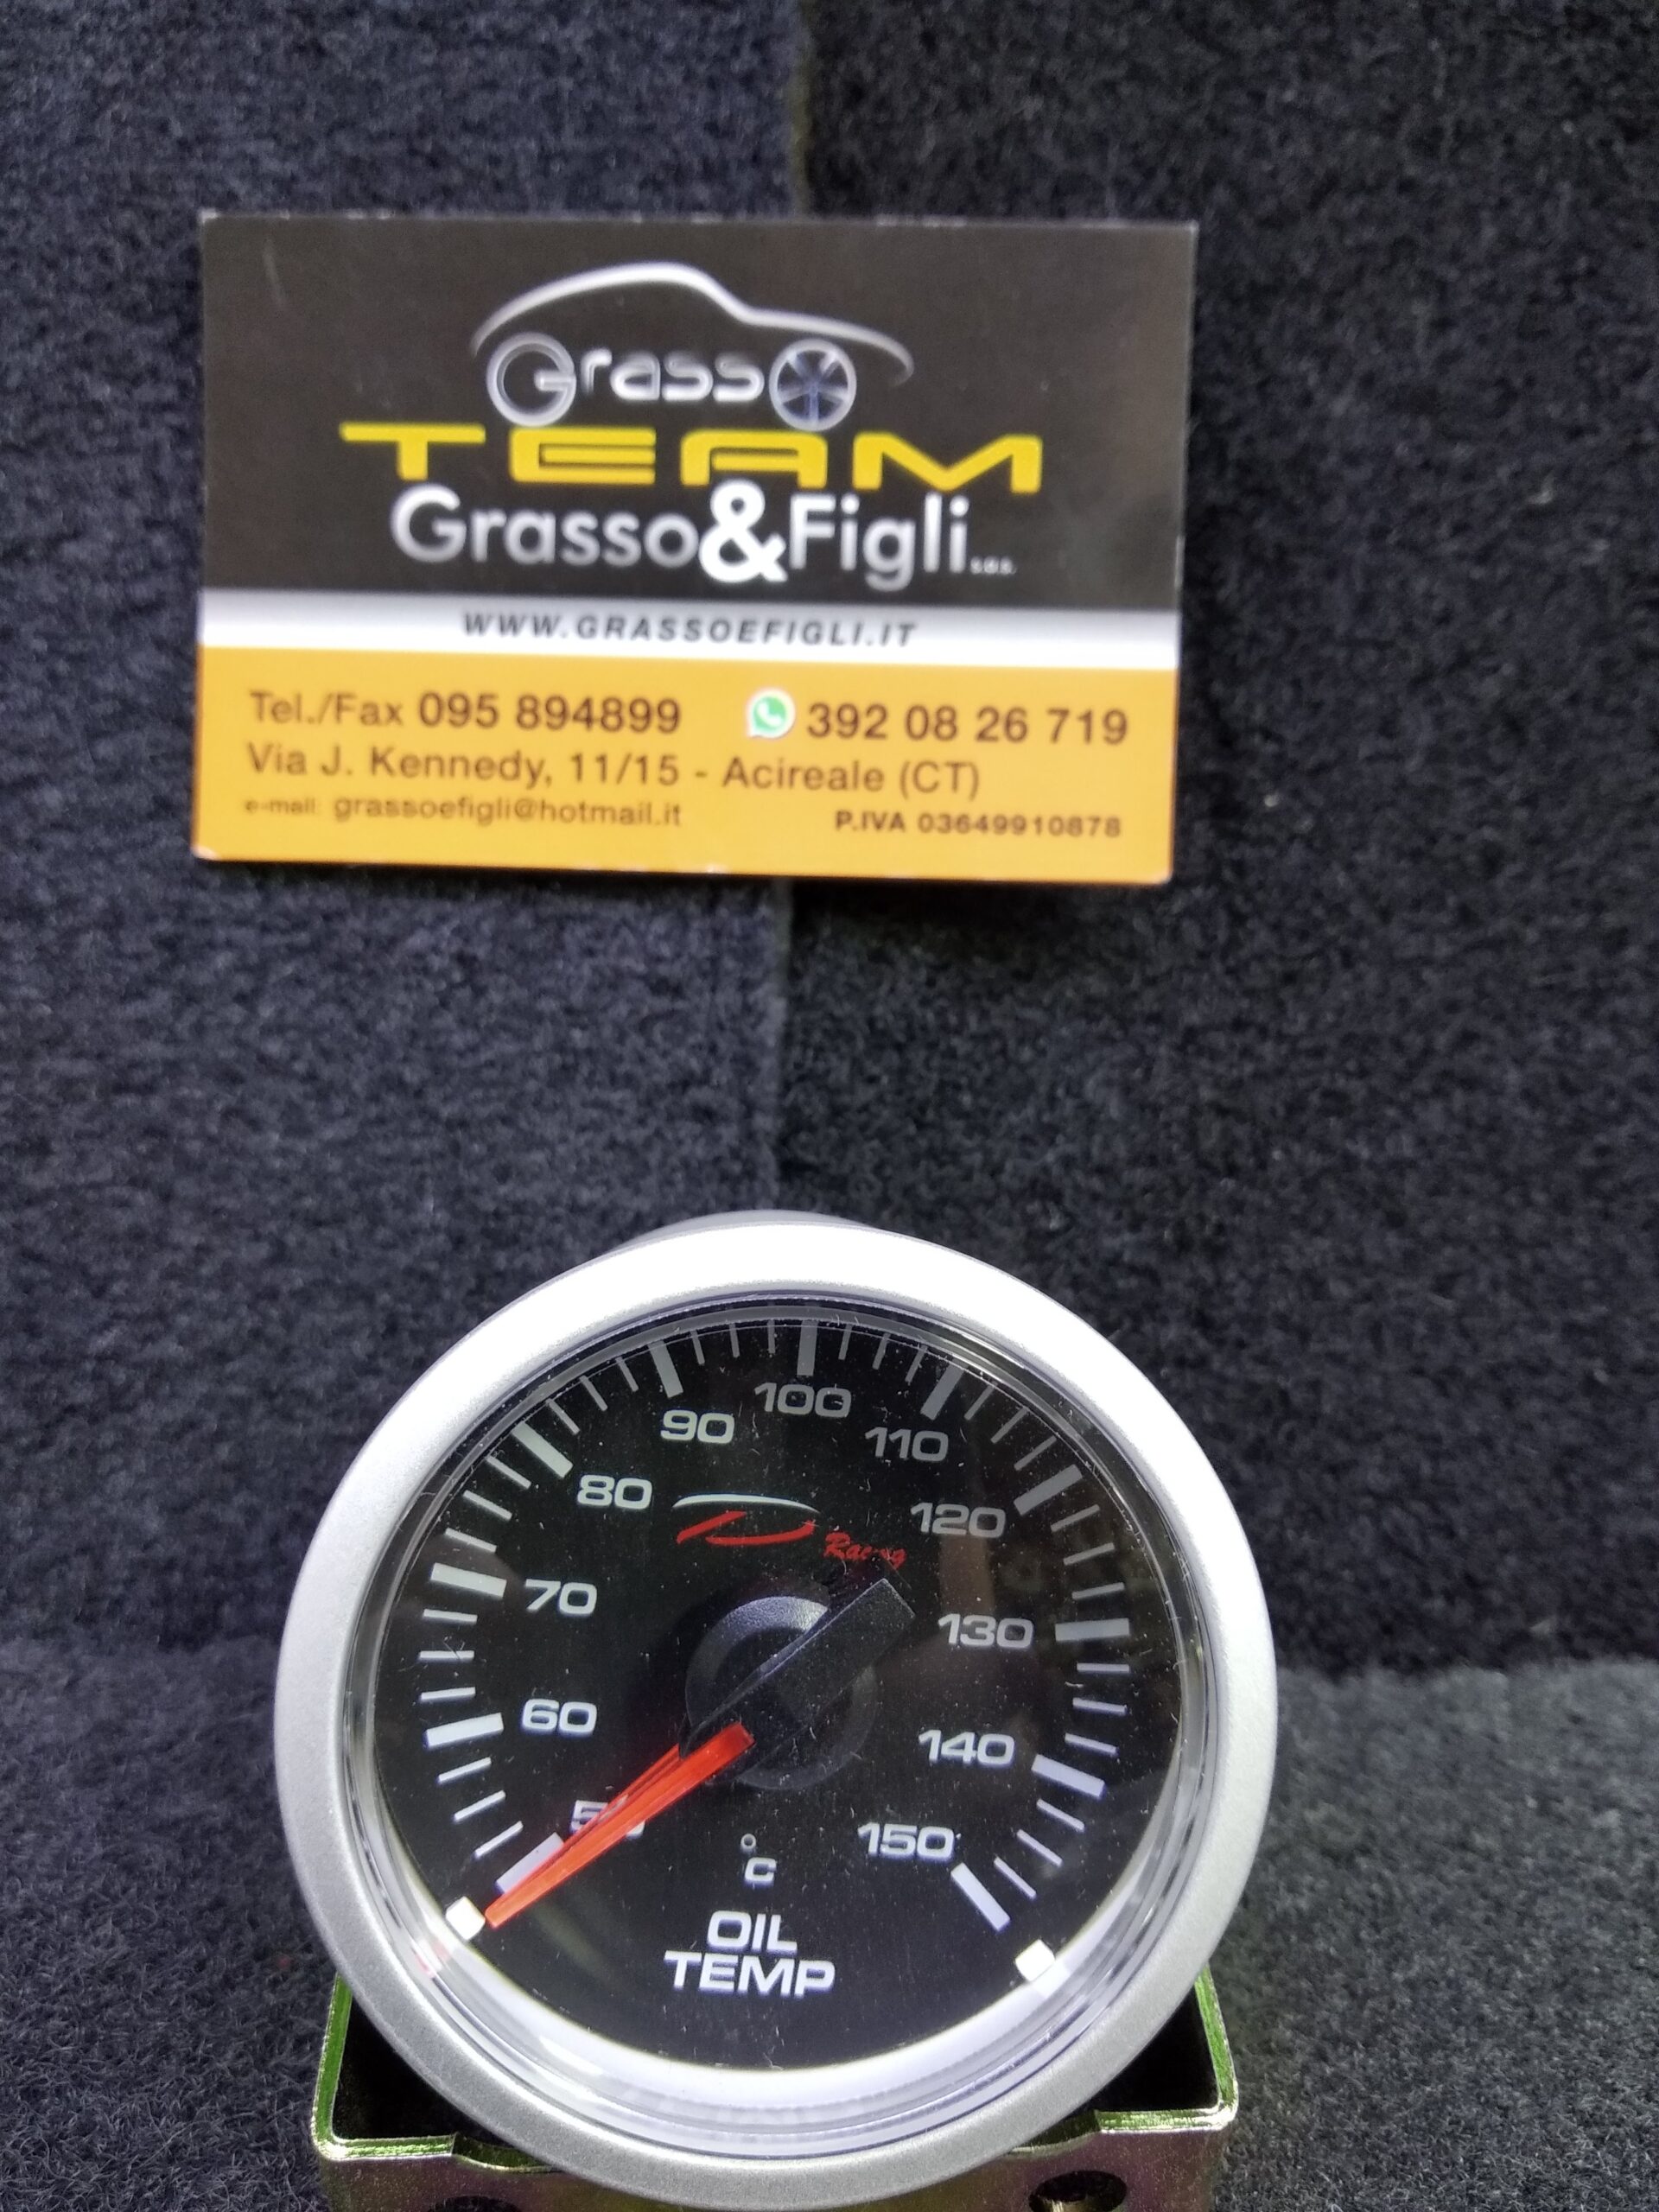 Grasso
TEAM
Grasso&Figli s.a.s.
WWW.GRASSOEFIGLI.IT
Tel./Fax 095 894899 392 08 26 719
Via J. Kennedy, 11/15 - Acireale (CT)
e-mail: grassoefigli@hotmail.it P.IVA 03649910878
100
90
110
80
120
Racing
70
130
60
140
50
150
°C
OIL
TEMP